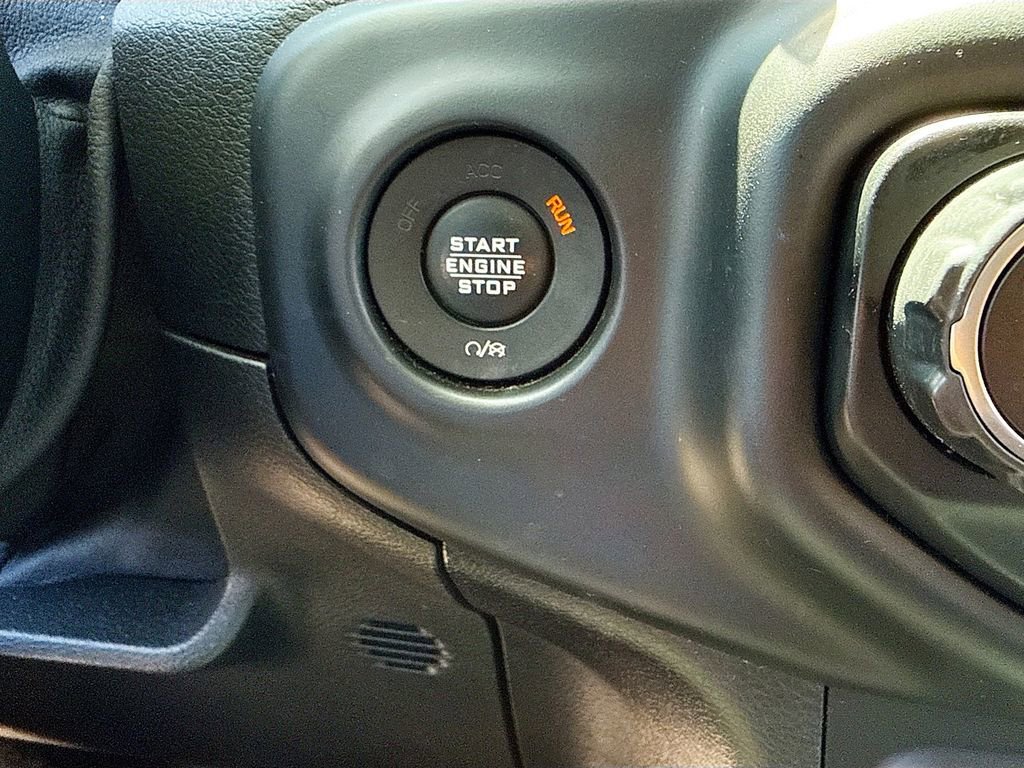 ACC
OFF
RUN
START
ENGINE
STOP